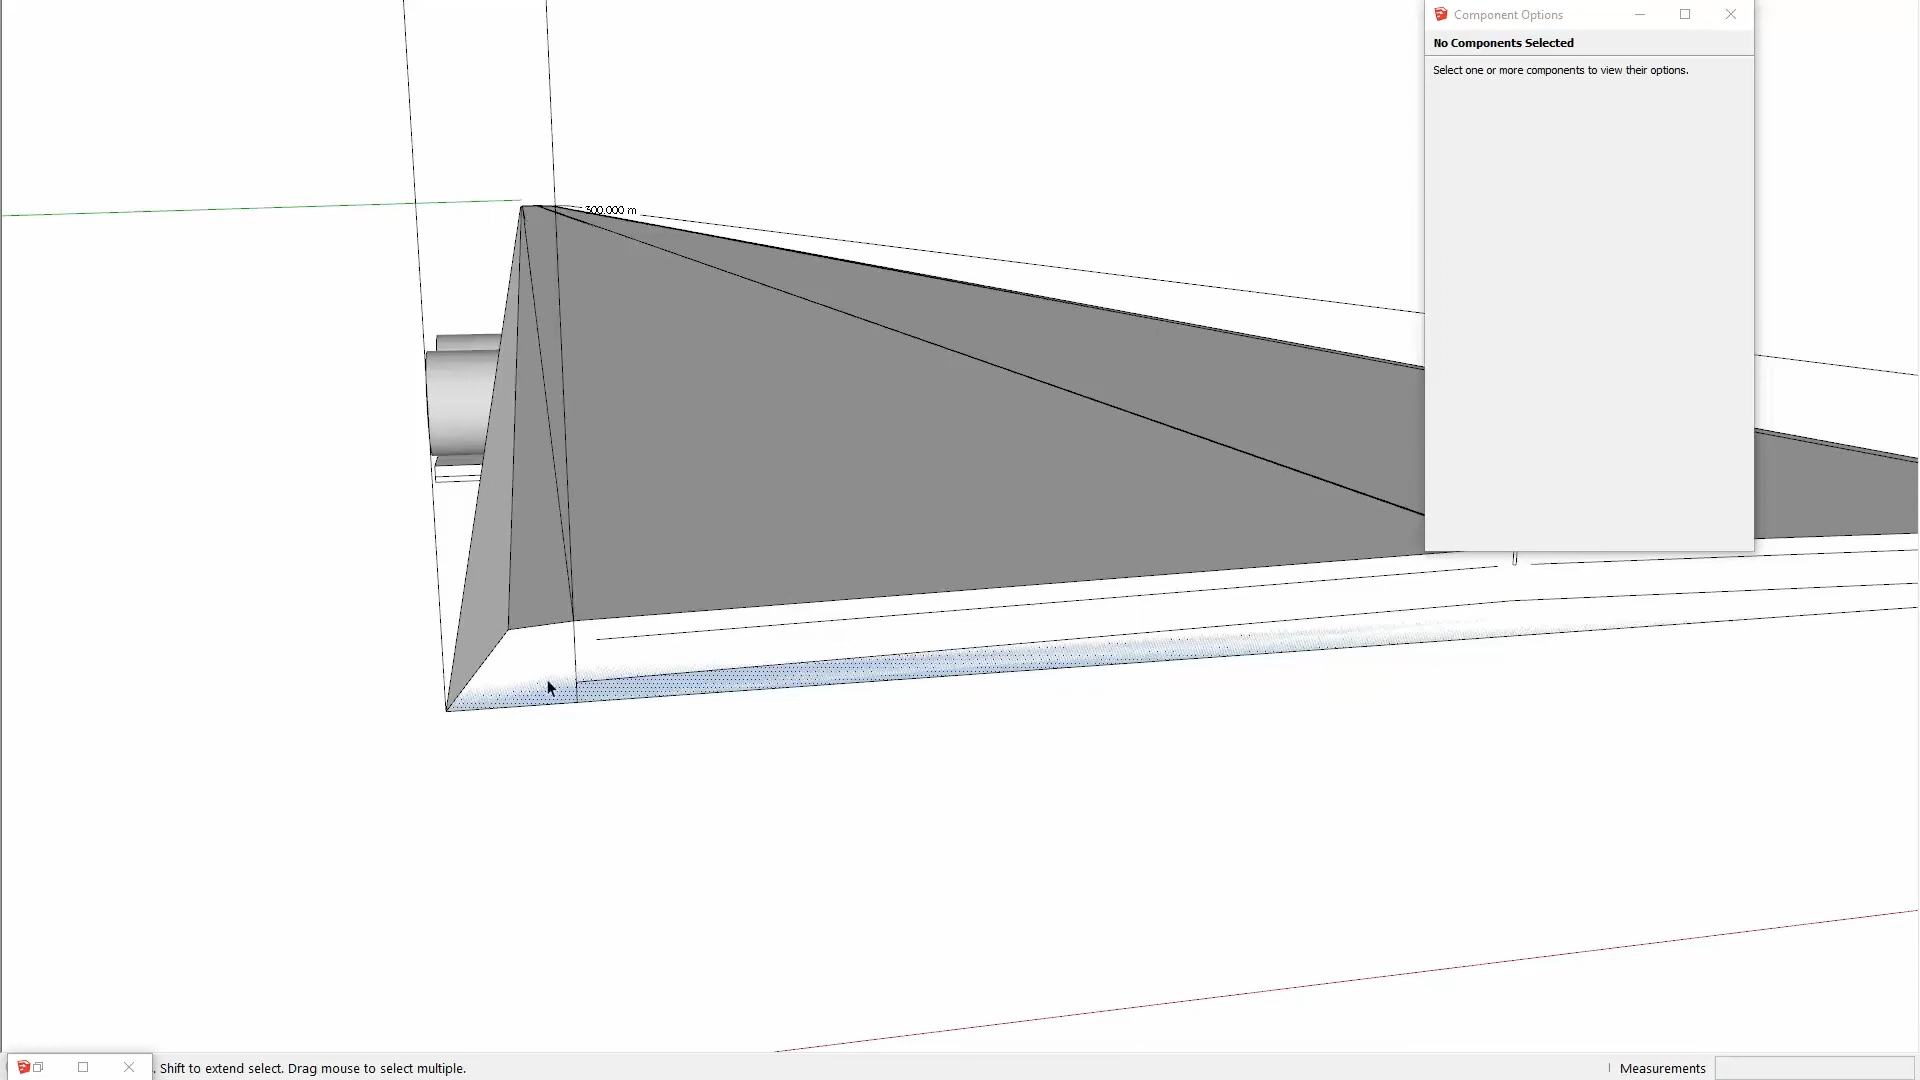 Component Options
No Components Selected
Select one or more components to view their options.
300.000 m
. Shift to extend select. Drag mouse to select multiple.
Measurements